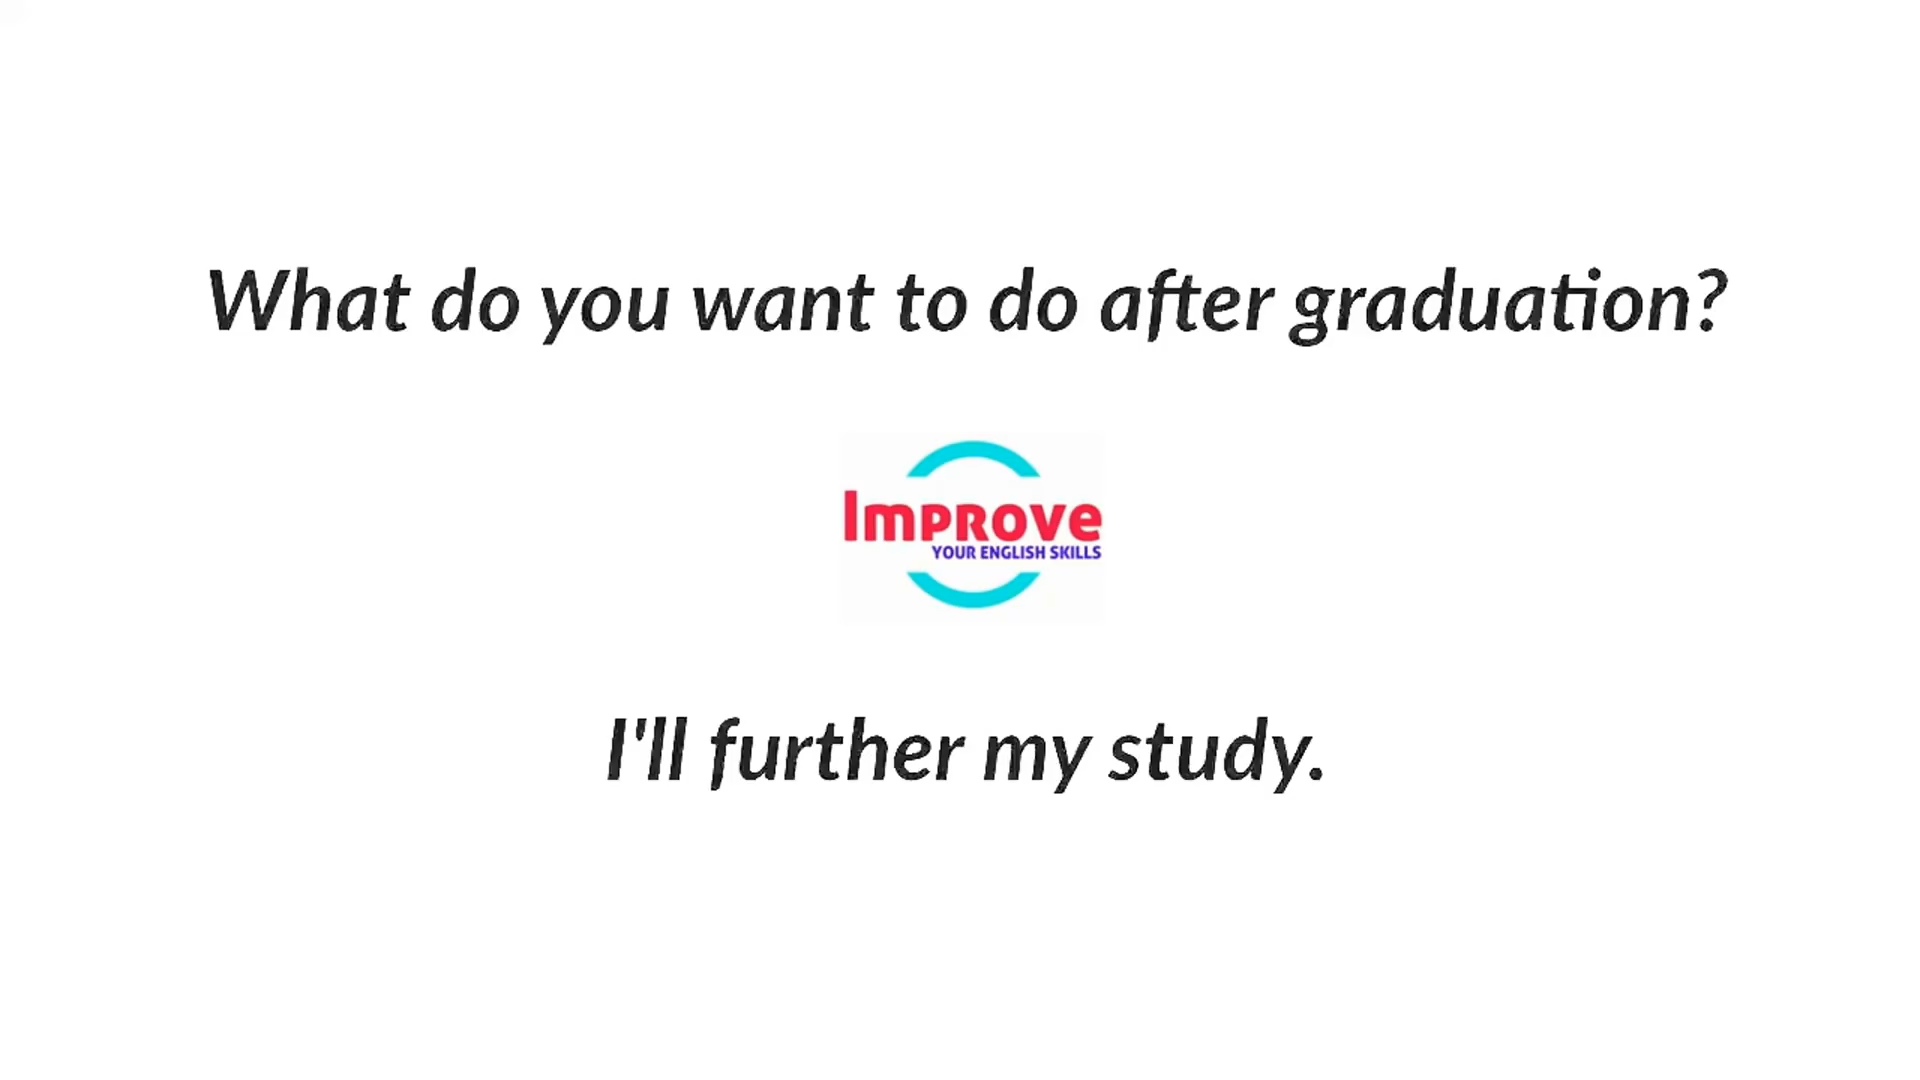 What do you want to do after graduation?
Improve
YOUR ENGLISH SKILLS
I'll further my study.